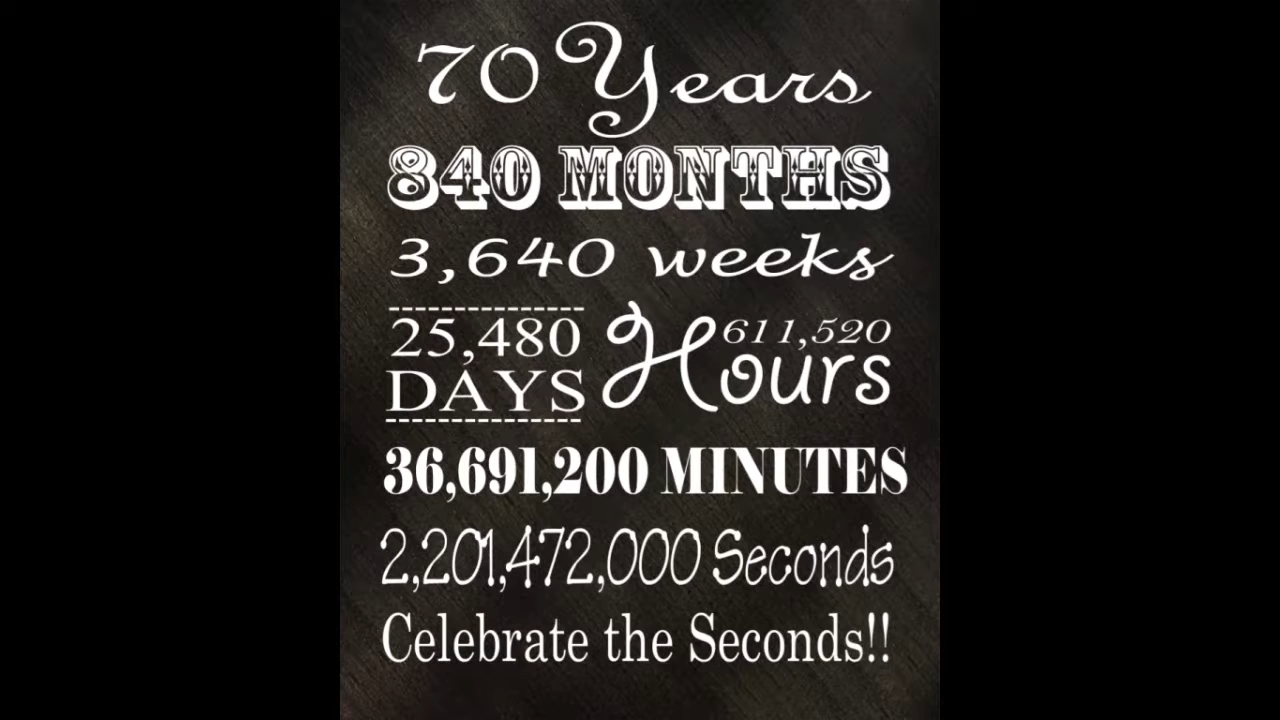 70 Years
840 MONTHS
3,640 weeks
25,480
DAYS
611,520
Hours
36,691,200 MINUTES
2,201,472,000 Seconds
Celebrate the Seconds!!